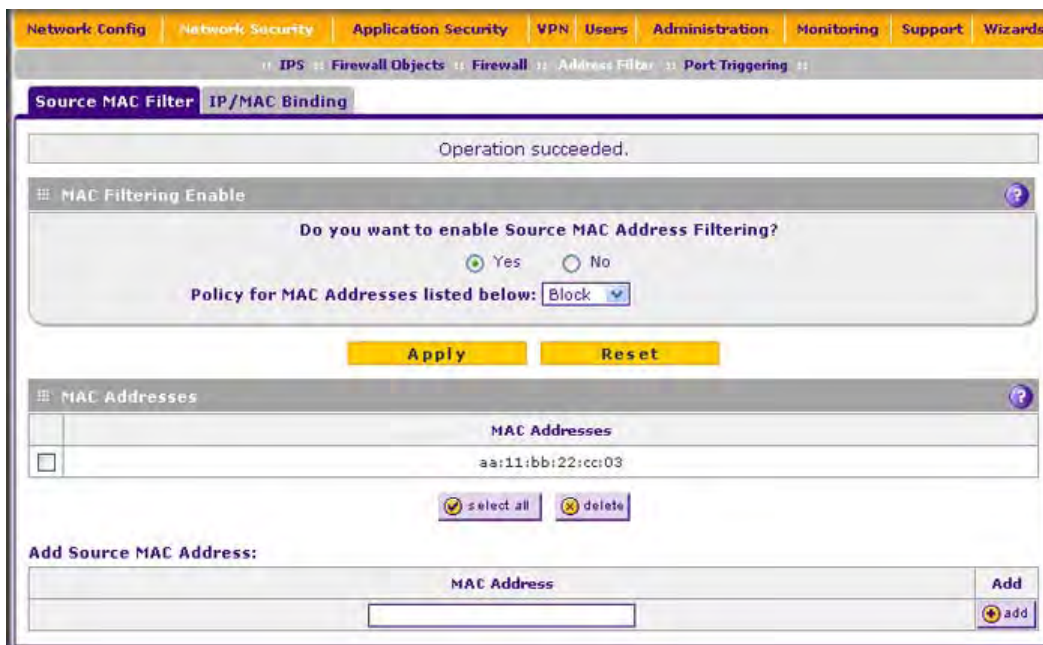 Network Config Network Security Application Security VPN Users Administration Monitoring Support Wizards
:: IPS :: Firewall Objects :: Firewall :: Address Filter :: Port Triggering ::
Source MAC Filter IP/MAC Binding
Operation succeeded.
MAC Filtering Enable
Do you want to enable Source MAC Address Filtering?
Yes No
Policy for MAC Addresses listed below: Block
Apply Reset
MAC Addresses
MAC Addresses
aa:11:bb:22:cc:03
select all delete
Add Source MAC Address:
MAC Address Add
add